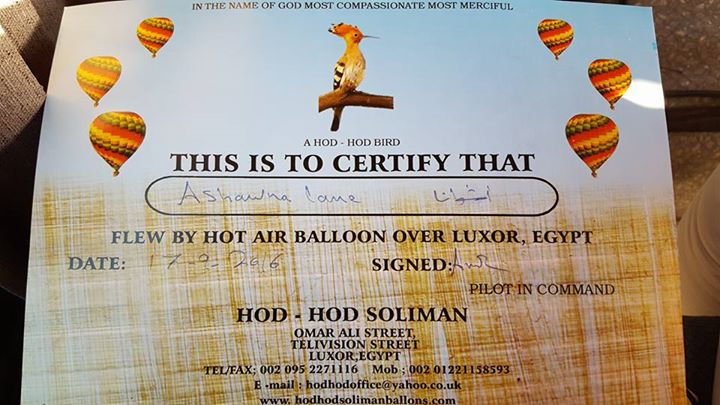 IN THE NAME OF GOD MOST COMPASSIONATE MOST MERCIFUL
A HOD - HOD BIRD
THIS IS TO CERTIFY THAT
Ashawna Lane أشوانا
FLEW BY HOT AIR BALLOON OVER LUXOR, EGYPT
DATE: 17-2-2016 SIGNED:
PILOT IN COMMAND
HOD - HOD SOLIMAN
OMAR ALI STREET,
TELIVISION STREET
LUXOR,EGYPT
TEL/FAX; 002 095 2271116 Mob ; 002 01221158593
E -mail : hodhodoffice@yahoo.co.uk
www. hodhodsolimanballons.com